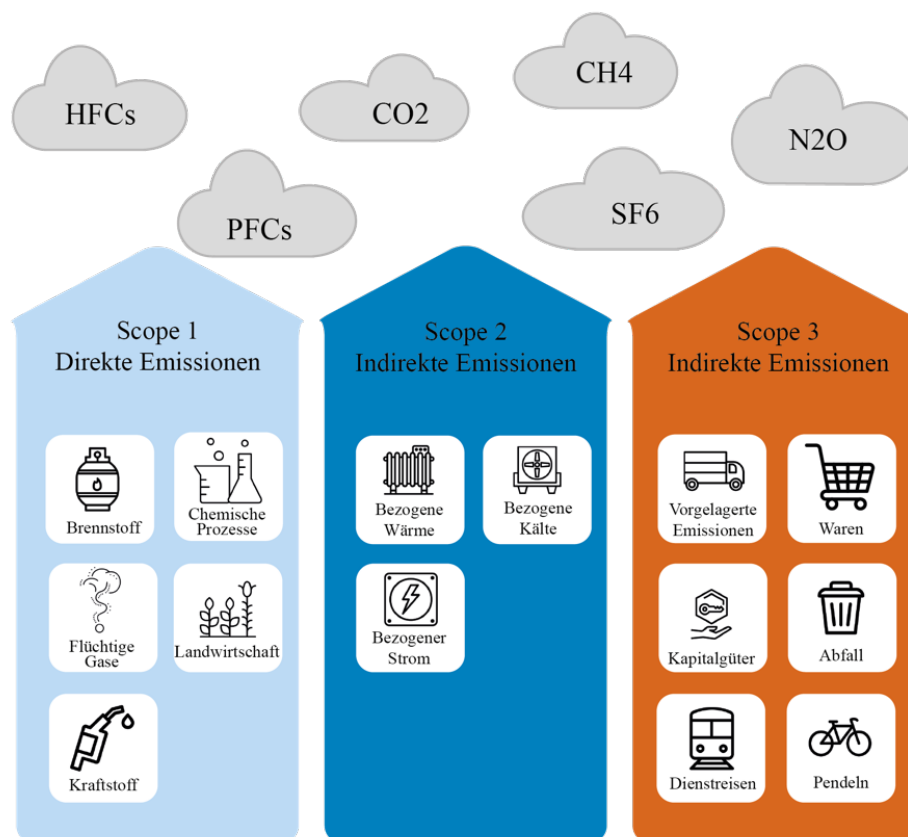 CH4
HFCs
CO2
N2O
PFCs
SF6
Scope 1
Direkte Emissionen
Brennstoff
Chemische
Prozesse
Flüchtige
Gase
Landwirtschaft
Kraftstoff
Scope 2
Indirekte Emissionen
Bezogene
Wärme
Bezogene
Kälte
Bezogener
Strom
Scope 3
Indirekte Emissionen
Vorgelagerte
Emissionen
Waren
Kapitalgüter
Abfall
Dienstreisen
Pendeln